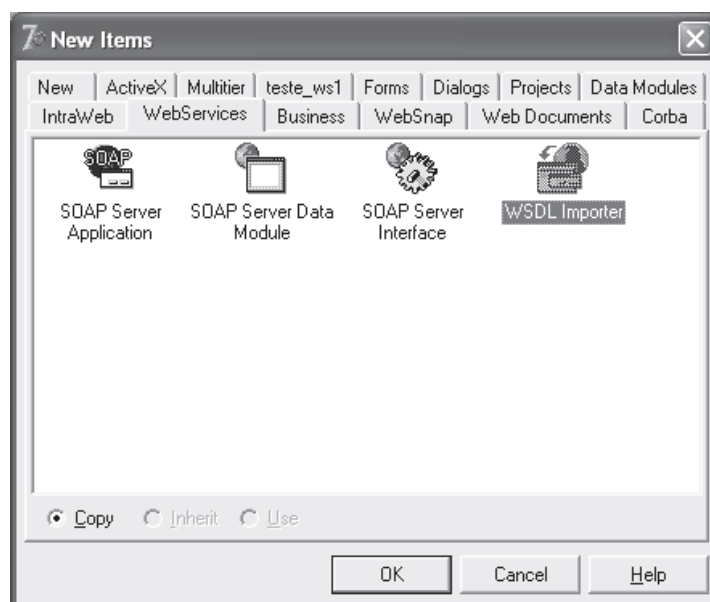 7 New Items
New ActiveX Multitier teste_ws1 Forms Dialogs Projects Data Modules
IntraWeb WebServices Business WebSnap Web Documents Corba
SOAP
SOAP Server
Application
SOAP Server Data
Module
SOAP Server
Interface
WSDL Importer
Copy Inherit Use
OK Cancel Help